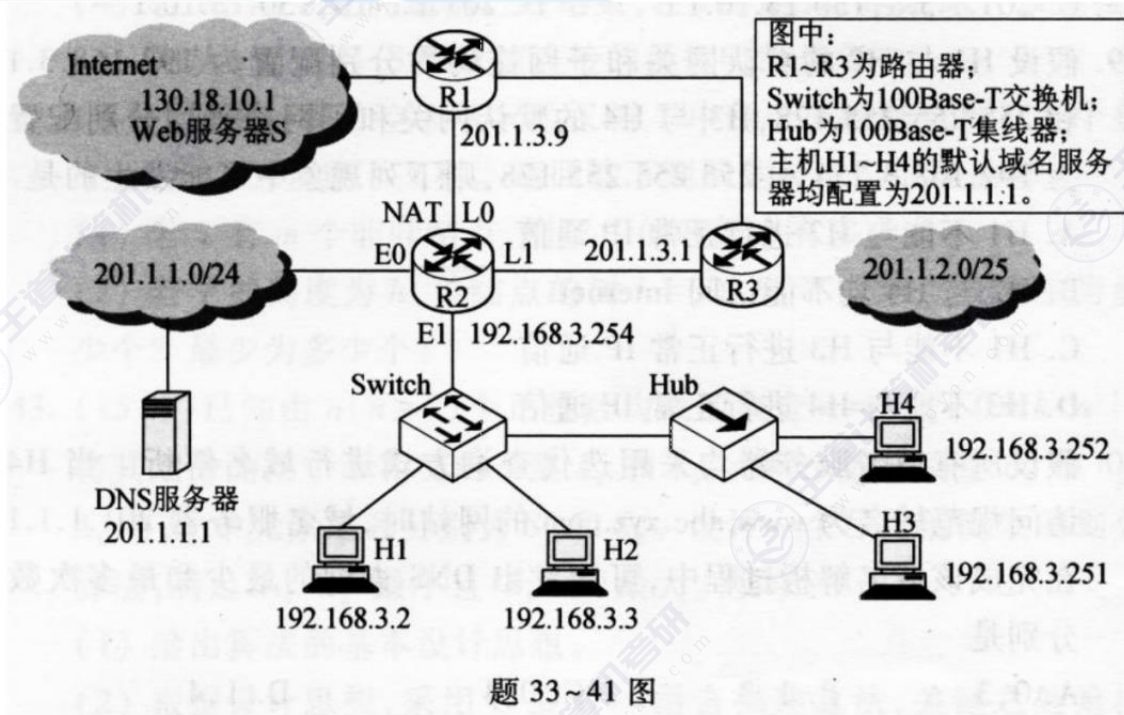 Internet
130.18.10.1
Web服务器S
R1
201.1.3.9
图中：
R1~R3为路由器；
Switch为100Base-T交换机；
Hub为100Base-T集线器；
主机H1~H4的默认域名服务
器均配置为201.1.1.1。
NAT
L0
201.1.1.0/24
E0
L1
R2
201.1.3.1
R3
201.1.2.0/25
E1
192.168.3.254
Switch
Hub
H4
192.168.3.252
DNS服务器
201.1.1.1
H1
192.168.3.2
H2
192.168.3.3
H3
192.168.3.251
题 33~41 图